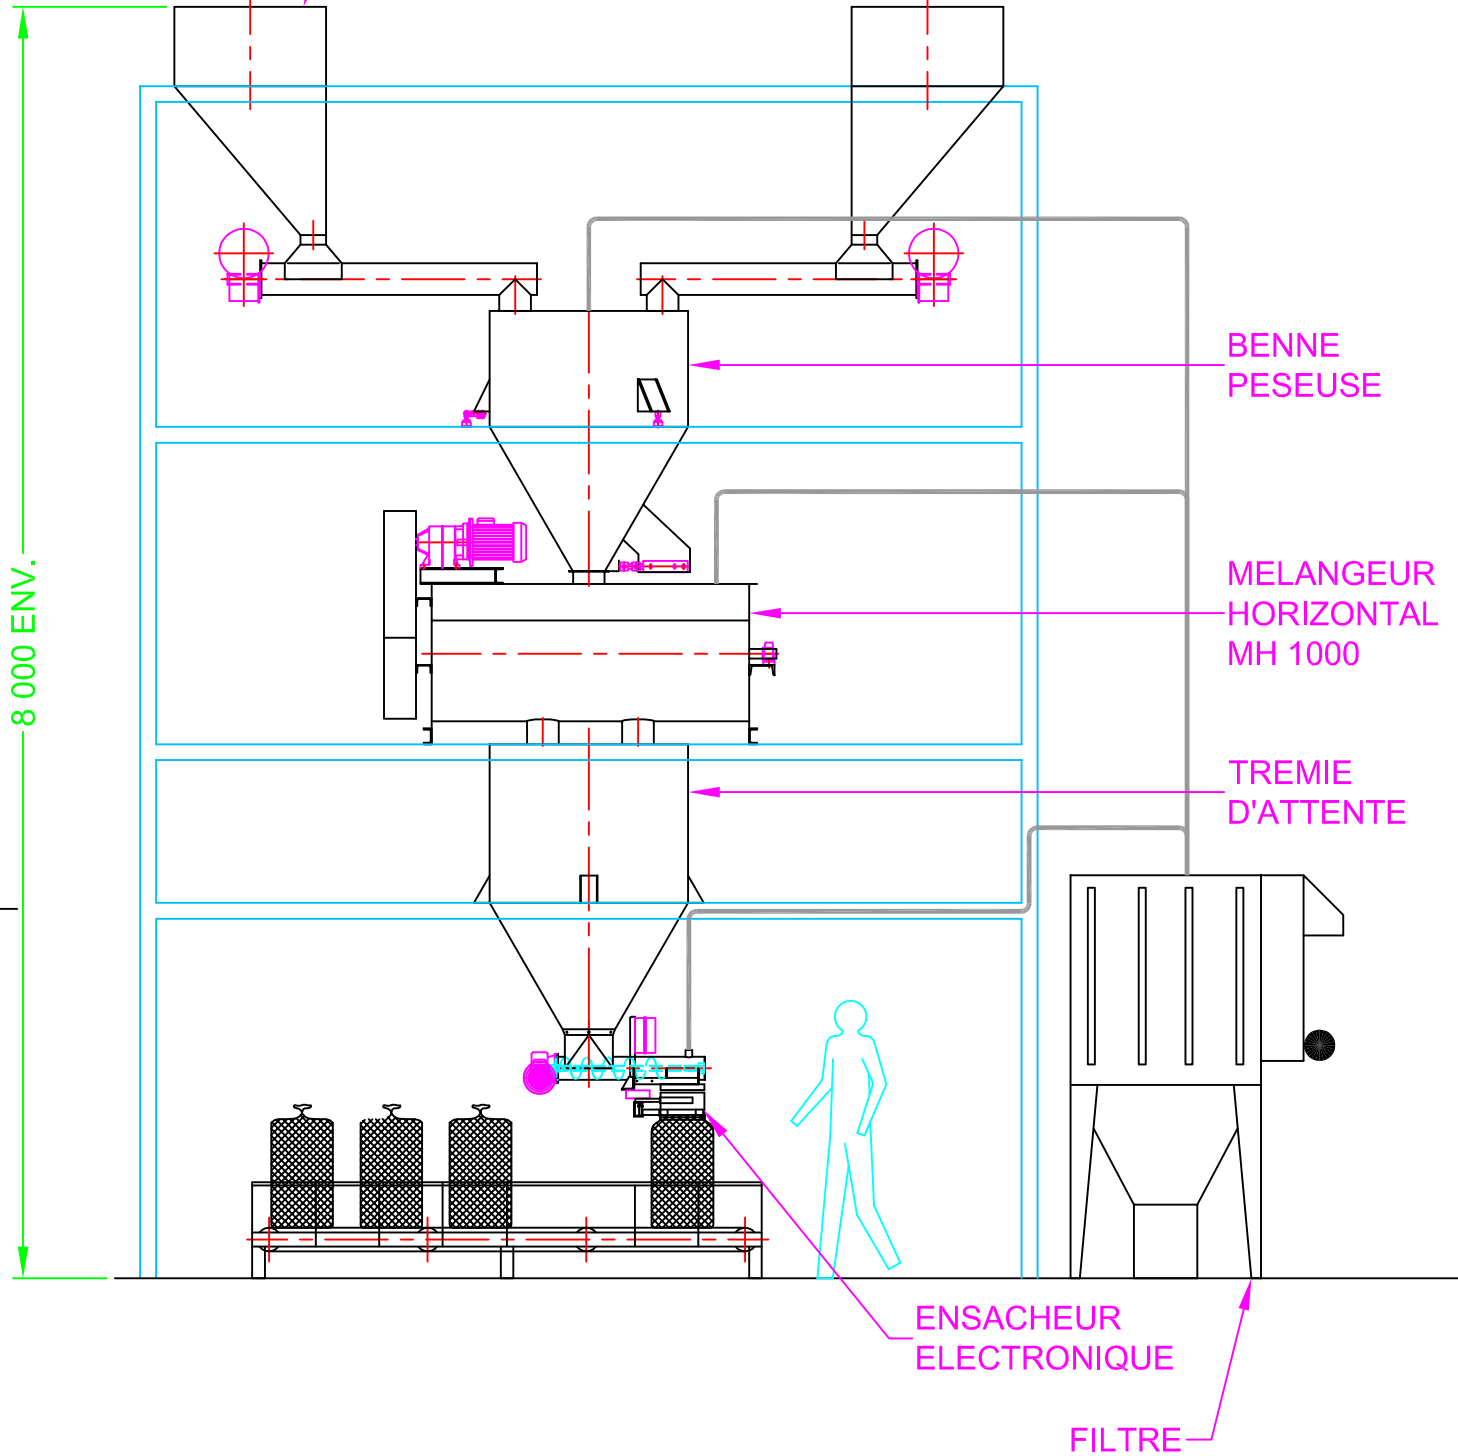 BENNE
PESEUSE
MELANGEUR
HORIZONTAL
MH 1000
8 000 ENV.
TREMIE
D'ATTENTE
ENSACHEUR
ELECTRONIQUE
FILTRE